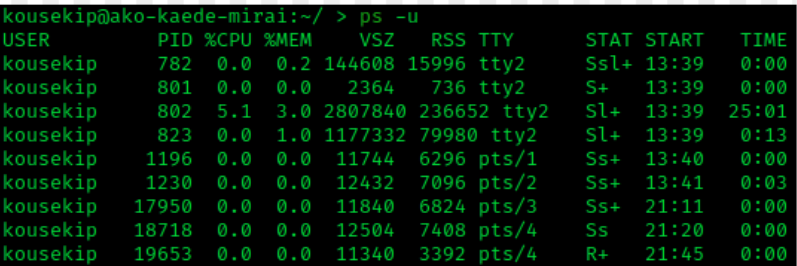 kousekip@ako-kaede-mirai:~/ > ps -u
USER PID %CPU %MEM VSZ RSS TTY STAT START TIME
kousekip 782 0.0 0.2 144608 15996 tty2 Ssl+ 13:39 0:00
kousekip 801 0.0 0.0 2364 736 tty2 S+ 13:39 0:00
kousekip 802 5.1 3.0 2807840 236652 tty2 Sl+ 13:39 25:01
kousekip 823 0.0 1.0 1177332 79980 tty2 Sl+ 13:39 0:13
kousekip 1196 0.0 0.0 11744 6296 pts/1 Ss+ 13:40 0:00
kousekip 1230 0.0 0.0 12432 7096 pts/2 Ss+ 13:41 0:03
kousekip 17950 0.0 0.0 11840 6824 pts/3 Ss+ 21:11 0:00
kousekip 18718 0.0 0.0 12504 7408 pts/4 Ss 21:20 0:00
kousekip 19653 0.0 0.0 11340 3392 pts/4 R+ 21:45 0:00